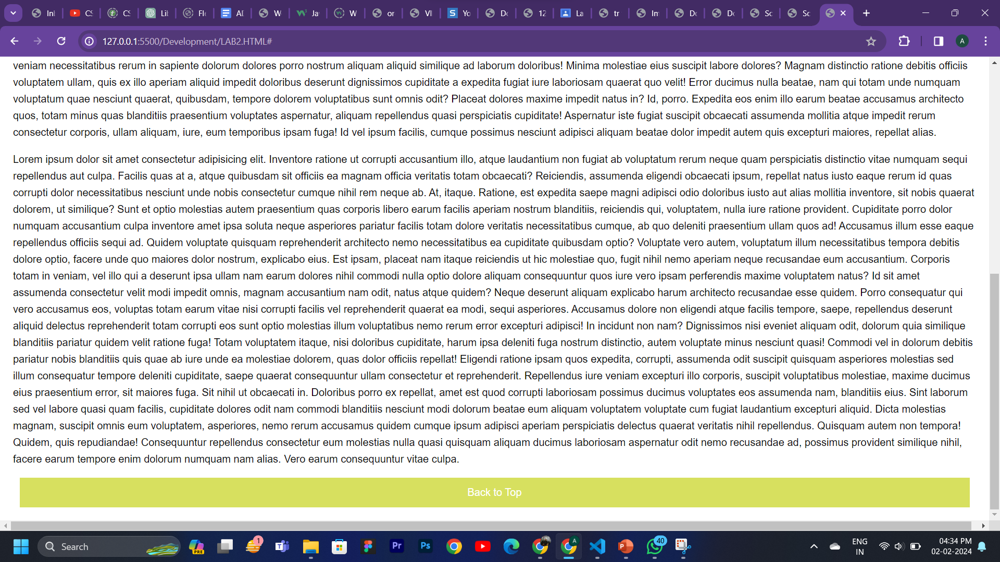 Inl
CS
CS
Lil
Fle
AD
W
Ja
W
or
VI
Yo
Do
12
La
tr
Im
Do
Do
Sc
Sc
127.0.0.1:5500/Development/LAB2.HTML#
A
veniam necessitatibus rerum in sapiente dolorum dolores porro nostrum aliquam aliquid similique ad laborum doloribus! Minima molestiae eius suscipit labore dolores? Magnam distinctio ratione debitis officiis
voluptatem ullam, quis ex illo aperiam aliquid impedit doloribus deserunt dignissimos cupiditate a expedita fugiat iure laboriosam quaerat quo velit! Error ducimus nulla beatae, nam qui totam unde numquam
voluptatum quae nesciunt quaerat, quibusdam, tempore dolorem voluptatibus sunt omnis odit? Placeat dolores maxime impedit natus in? Id, porro. Expedita eos enim illo earum beatae accusamus architecto
quos, totam minus quas blanditiis praesentium voluptates aspernatur, aliquam repellendus quasi perspiciatis cupiditate! Aspernatur iste fugiat suscipit obcaecati assumenda mollitia atque impedit rerum
consectetur corporis, ullam aliquam, iure, eum temporibus ipsam fuga! Id vel ipsum facilis, cumque possimus nesciunt adipisci aliquam beatae dolor impedit autem quis excepturi maiores, repellat alias.
Lorem ipsum dolor sit amet consectetur adipisicing elit. Inventore ratione ut corrupti accusantium illo, atque laudantium non fugiat ab voluptatum rerum neque quam perspiciatis distinctio vitae numquam sequi
repellendus aut culpa. Facilis quas at a, atque quibusdam sit officiis ea magnam officia veritatis totam obcaecati? Reiciendis, assumenda eligendi obcaecati ipsum, repellat natus iusto eaque rerum id quas
corrupti dolor necessitatibus nesciunt unde nobis consectetur cumque nihil rem neque ab. At, itaque. Ratione, est expedita saepe magni adipisci odio doloribus iusto aut alias mollitia inventore, sit nobis quaerat
dolorem, ut similique? Sunt et optio molestias autem praesentium quas corporis libero earum facilis aperiam nostrum blanditiis, reiciendis qui, voluptatem, nulla iure ratione provident. Cupiditate porro dolor
numquam accusantium culpa inventore amet ipsa soluta neque asperiores pariatur facilis totam dolore veritatis necessitatibus cumque, ab quo deleniti praesentium ullam quos ad! Accusamus illum esse eaque
repellendus officiis sequi ad. Quidem voluptate quisquam reprehenderit architecto nemo necessitatibus ea cupiditate quibusdam optio? Voluptate vero autem, voluptatum illum necessitatibus tempora debitis
dolore optio, facere unde quo maiores dolor nostrum, explicabo eius. Est ipsam, placeat nam itaque reiciendis ut hic molestiae quo, fugit nihil nemo aperiam neque recusandae eum accusantium. Corporis
totam in veniam, vel illo qui a deserunt ipsa ullam nam earum dolores nihil commodi nulla optio dolore aliquam consequuntur quos iure vero ipsam perferendis maxime voluptatem natus? Id sit amet
assumenda consectetur velit modi impedit omnis, magnam accusantium nam odit, natus atque quidem? Neque deserunt aliquam explicabo harum architecto recusandae esse quidem. Porro consequatur qui
vero accusamus eos, voluptas totam earum vitae nisi corrupti facilis vel reprehenderit quaerat ea modi, sequi asperiores. Accusamus dolore non eligendi atque facilis tempore, saepe, repellendus deserunt
aliquid delectus reprehenderit totam corrupti eos sunt optio molestias illum voluptatibus nemo rerum error excepturi adipisci! In incidunt non nam? Dignissimos nisi eveniet aliquam odit, dolorum quia similique
blanditiis pariatur quidem velit ratione fuga! Totam voluptatem itaque, nisi doloribus cupiditate, harum ipsa deleniti fuga nostrum distinctio, autem voluptate minus nesciunt quasi! Commodi vel in dolorum debitis
pariatur nobis blanditiis quis quae ab iure unde ea molestiae dolorem, quas dolor officiis repellat! Eligendi ratione ipsam quos expedita, corrupti, assumenda odit suscipit quisquam asperiores molestias sed
illum consequatur tempore deleniti cupiditate, saepe quaerat consequuntur ullam consectetur et reprehenderit. Repellendus iure veniam excepturi illo corporis, suscipit voluptatibus molestiae, maxime ducimus
eius praesentium error, sit maiores fuga. Sit nihil ut obcaecati in. Doloribus porro ex repellat, amet est quod corrupti laboriosam possimus ducimus voluptates eos assumenda nam, blanditiis eius. Sint laborum
sed vel labore quasi quam facilis, cupiditate dolores odit nam commodi blanditiis nesciunt modi dolorum beatae eum aliquam voluptatem voluptate cum fugiat laudantium excepturi aliquid. Dicta molestias
magnam, suscipit omnis eum voluptatem, asperiores, nemo rerum accusamus quidem cumque ipsum adipisci aperiam perspiciatis delectus quaerat veritatis nihil repellendus. Quisquam autem non tempora!
Quidem, quis repudiandae! Consequuntur repellendus consectetur eum molestias nulla quasi quisquam aliquam ducimus laboriosam aspernatur odit nemo recusandae ad, possimus provident similique nihil,
facere earum tempore enim dolorum numquam nam alias. Vero earum consequuntur vitae culpa.
Back to Top
Search
PRE
1
Pr
Ps
A
40
ENG
IN
04:34 PM
02-02-2024